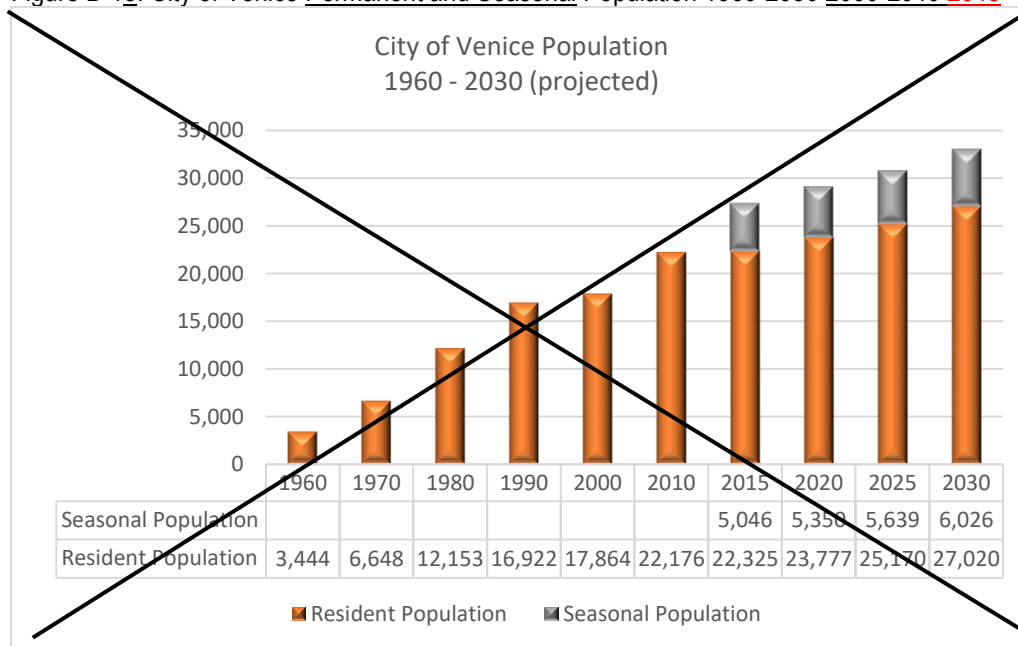 City of Venice Population
1960 - 2030 (projected)
35,000
30,000
25,000
20,000
15,000
10,000
5,000
0
1960 1970 1980 1990 2000 2010 2015 2020 2025 2030
Seasonal Population 5,046 5,350 5,639 6,026
Resident Population 3,444 6,648 12,153 16,922 17,864 22,176 22,325 23,777 25,170 27,020
Resident Population Seasonal Population